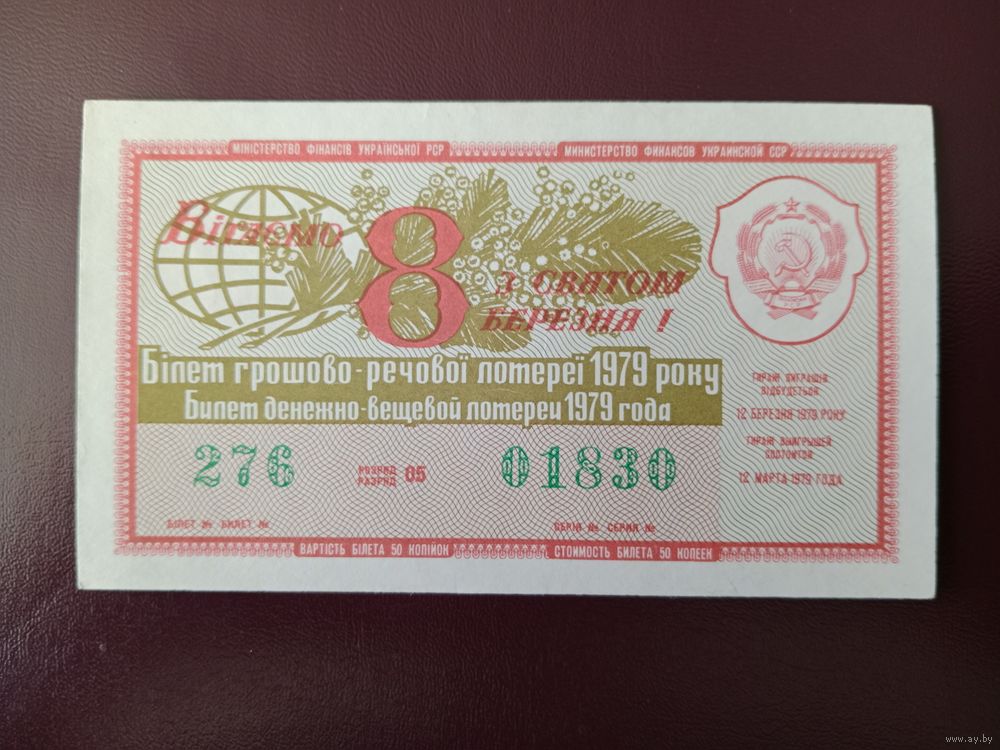 МІНІСТЕРСТВО ФІНАНСІВ УКРАЇНСЬКОЇ РСР МИНИСТЕРСТВО ФИНАНСОВ УКРАИНСКОЙ ССР
Вітаємо
8
з СВЯТОМ
БЕРЕЗНЯ !
Білет грошово-речової лотереї 1979 року
Билет денежно-вещевой лотереи 1979 года
ТИРАЖ ВИГРАШІВ
ВІДБУДЕТЬСЯ
12 БЕРЕЗНЯ 1979 РОКУ
ТИРАЖ ВЫИГРЫШЕЙ
СОСТОИТСЯ
12 МАРТА 1979 ГОДА
276 РОЗРЯД РАЗРЯД 05 01830
БІЛЕТ № БИЛЕТ № СЕРІЯ № СЕРИЯ №
ВАРТІСТЬ БІЛЕТА 50 КОПІЙОК СТОИМОСТЬ БИЛЕТА 50 КОПЕЕК
www.ay.by